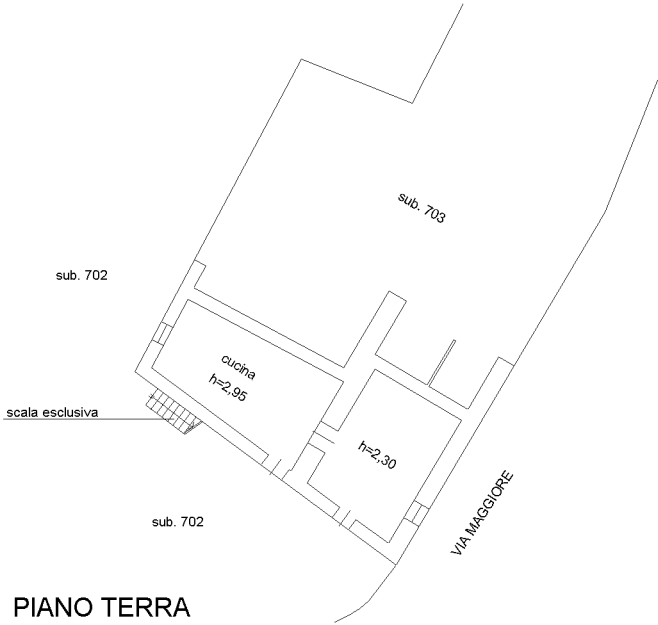 sub. 703
sub. 702
cucina
h=2,95
scala esclusiva
h=2,30
VIA MAGGIORE
sub. 702
PIANO TERRA